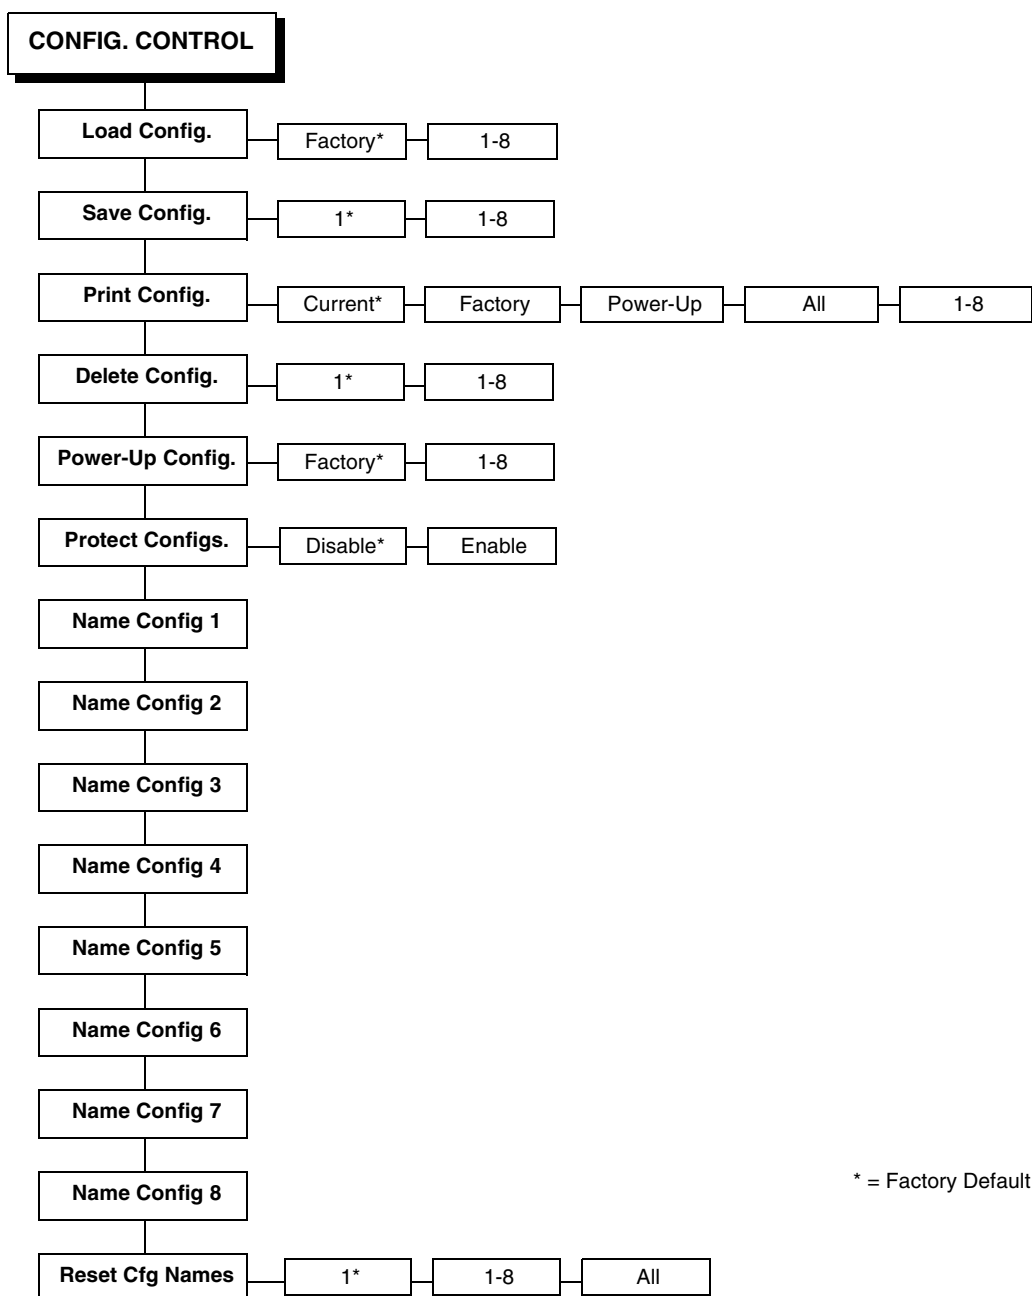 CONFIG. CONTROL
Load Config. Factory* 1-8
Save Config. 1* 1-8
Print Config. Current* Factory Power-Up All 1-8
Delete Config. 1* 1-8
Power-Up Config. Factory* 1-8
Protect Configs. Disable* Enable
Name Config 1
Name Config 2
Name Config 3
Name Config 4
Name Config 5
Name Config 6
Name Config 7
Name Config 8
* = Factory Default
Reset Cfg Names 1* 1-8 All